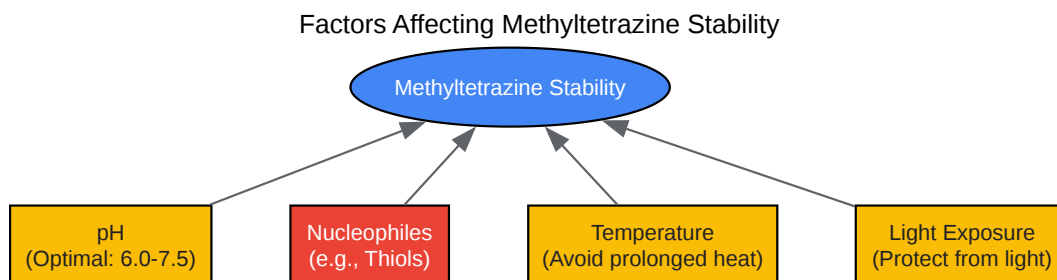 Factors Affecting Methyltetrazine Stability
Methyltetrazine Stability
pH
(Optimal: 6.0-7.5)
Nucleophiles
(e.g., Thiols)
Temperature
(Avoid prolonged heat)
Light Exposure
(Protect from light)